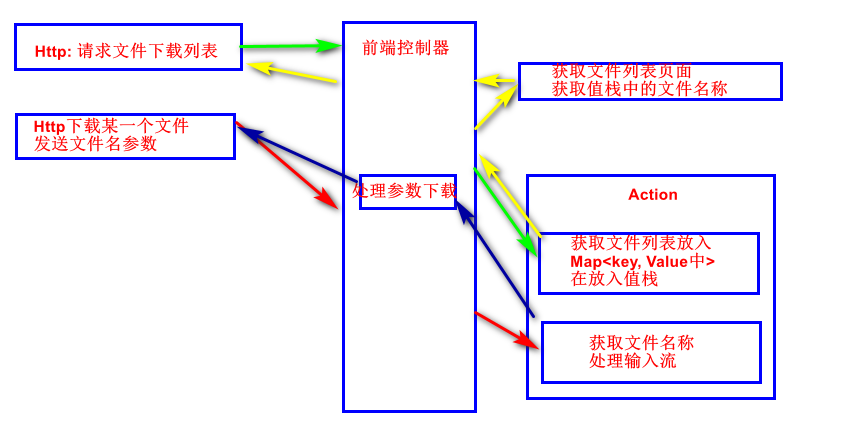 Http: 请求文件下载列表
前端控制器
获取文件列表页面
获取值栈中的文件名称
Http下载某一个文件
发送文件名参数
处理参数下载
Action
获取文件列表放入
Map<key, Value中>
在放入值栈
获取文件名称
处理输入流